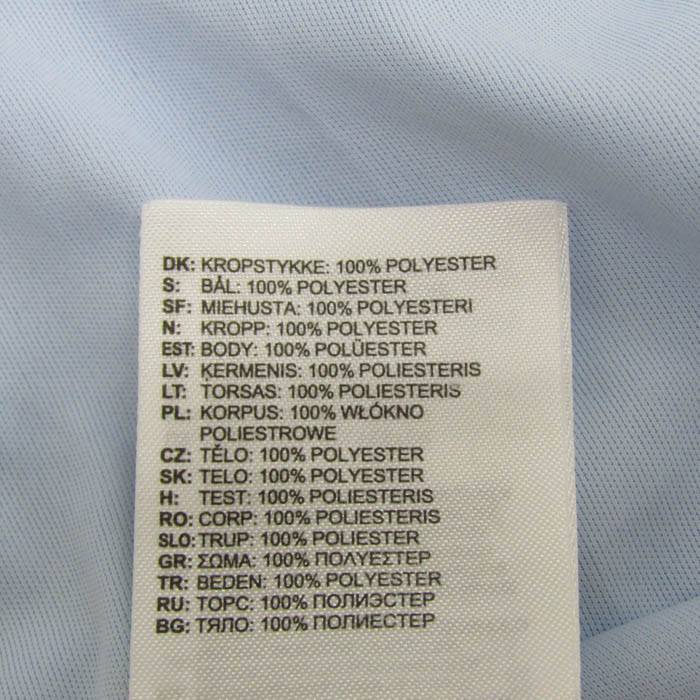 DK: KROPSTYKKE: 100% POLYESTER
S: BÅL: 100% POLYESTER
SF: MIEHUSTA: 100% POLYESTERI
N: KROPP: 100% POLYESTER
EST: BODY: 100% POLÜESTER
LV: ĶERMENIS: 100% POLIESTERIS
LT: TORSAS: 100% POLIESTERIS
PL: KORPUS: 100% WŁÓKNO
POLIESTROWE
CZ: TĚLO: 100% POLYESTER
SK: TELO: 100% POLYESTER
H: TEST: 100% POLIESTERIS
RO: CORP: 100% POLIESTERIS
SLO: TRUP: 100% POLIESTER
GR: ΣΩΜΑ: 100% ΠΟΛΥΕΣΤΕΡ
TR: BEDEN: 100% POLYESTER
RU: ТОРС: 100% ПОЛИЭСТЕР
BG: ТЯЛО: 100% ПОЛИЕСТЕР